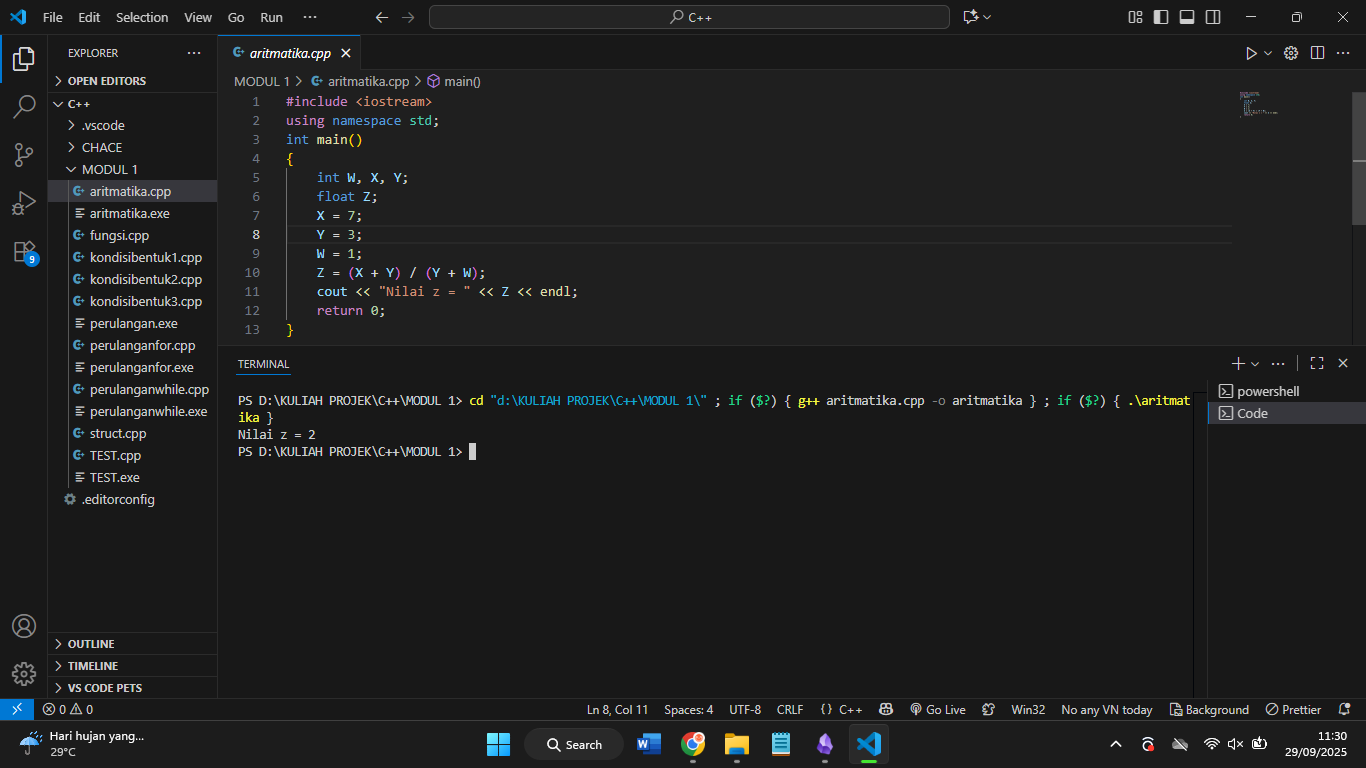 File Edit Selection View Go Run ··· C++
EXPLORER ···
OPEN EDITORS
C++
.vscode
CHACE
MODUL 1
aritmatika.cpp
aritmatika.exe
fungsi.cpp
kondisibentuk1.cpp
kondisibentuk2.cpp
kondisibentuk3.cpp
perulangan.exe
perulanganfor.cpp
perulanganfor.exe
perulanganwhile.cpp
perulanganwhile.exe
struct.cpp
TEST.cpp
TEST.exe
.editorconfig
OUTLINE
TIMELINE
VS CODE PETS
9
aritmatika.cpp
MODUL 1 > aritmatika.cpp > main()
1 #include <iostream>
2 using namespace std;
3 int main()
4 {
5 int W, X, Y;
6 float Z;
7 X = 7;
8 Y = 3;
9 W = 1;
10 Z = (X + Y) / (Y + W);
11 cout << "Nilai z = " << Z << endl;
12 return 0;
13 }
TERMINAL
PS D:\KULIAH PROJEK\C++\MODUL 1> cd "d:\KULIAH PROJEK\C++\MODUL 1\" ; if ($?) { g++ aritmatika.cpp -o aritmatika } ; if ($?) { .\aritmat
ika }
Nilai z = 2
PS D:\KULIAH PROJEK\C++\MODUL 1>
powershell
Code
0 0 Ln 8, Col 11 Spaces: 4 UTF-8 CRLF {} C++ Go Live Win32 No any VN today Background Prettier
Hari hujan yang...
29°C
Search
11:30
29/09/2025